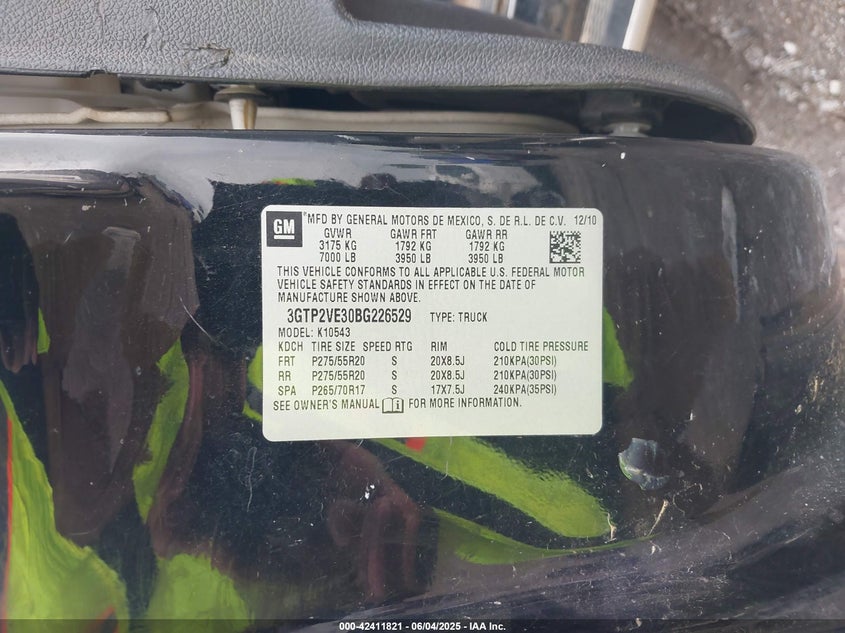 GM
*MFD BY GENERAL MOTORS DE MEXICO, S. DE R.L. DE C.V. 12/10
GVWR GAWR FRT GAWR RR
3175 KG 1792 KG 1792 KG
7000 LB 3950 LB 3950 LB
THIS VEHICLE CONFORMS TO ALL APPLICABLE U.S. FEDERAL MOTOR
VEHICLE SAFETY STANDARDS IN EFFECT ON THE DATE OF
MANUFACTURE SHOWN ABOVE.
3GTP2VE30BG226529 TYPE: TRUCK
MODEL: K10543
KDCH TIRE SIZE SPEED RTG RIM COLD TIRE PRESSURE
FRT P275/55R20 S 20X8.5J 210KPA(30PSI)
RR P275/55R20 S 20X8.5J 210KPA(30PSI)
SPA P265/70R17 S 17X7.5J 240KPA(35PSI)
SEE OWNER'S MANUAL FOR MORE INFORMATION.
000-42411821 - 06/04/2025 - IAA Inc.